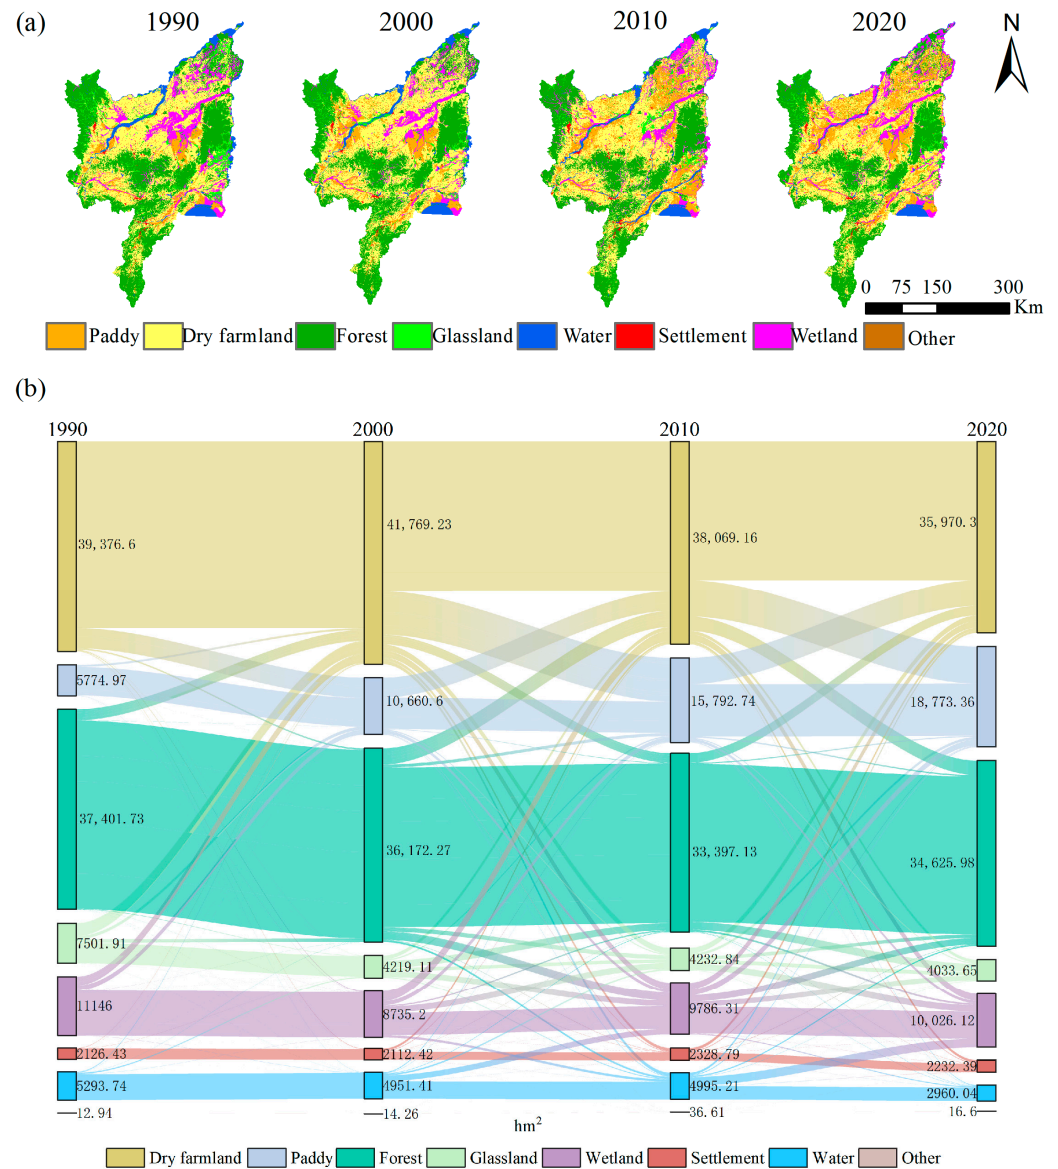 (a)
1990 2000 2010 2020 N
0 75 150 300
Km
Paddy Dry farmland Forest Glassland Water Settlement Wetland Other
(b)
1990 2000 2010 2020
39,376.6 41,769.23 38,069.16 35,970.3
5774.97 10,660.6 15,792.74 18,773.36
37,401.73 36,172.27 33,397.13 34,625.98
7501.91 4219.11 4232.84 4033.65
11146 8735.2 9786.31 10,026.12
2126.43 2112.42 2328.79 2232.39
5293.74 4951.41 4995.21 2960.04
12.94 14.26 36.61 16.6
hm²
Dry farmland Paddy Forest Glassland Wetland Settlement Water Other